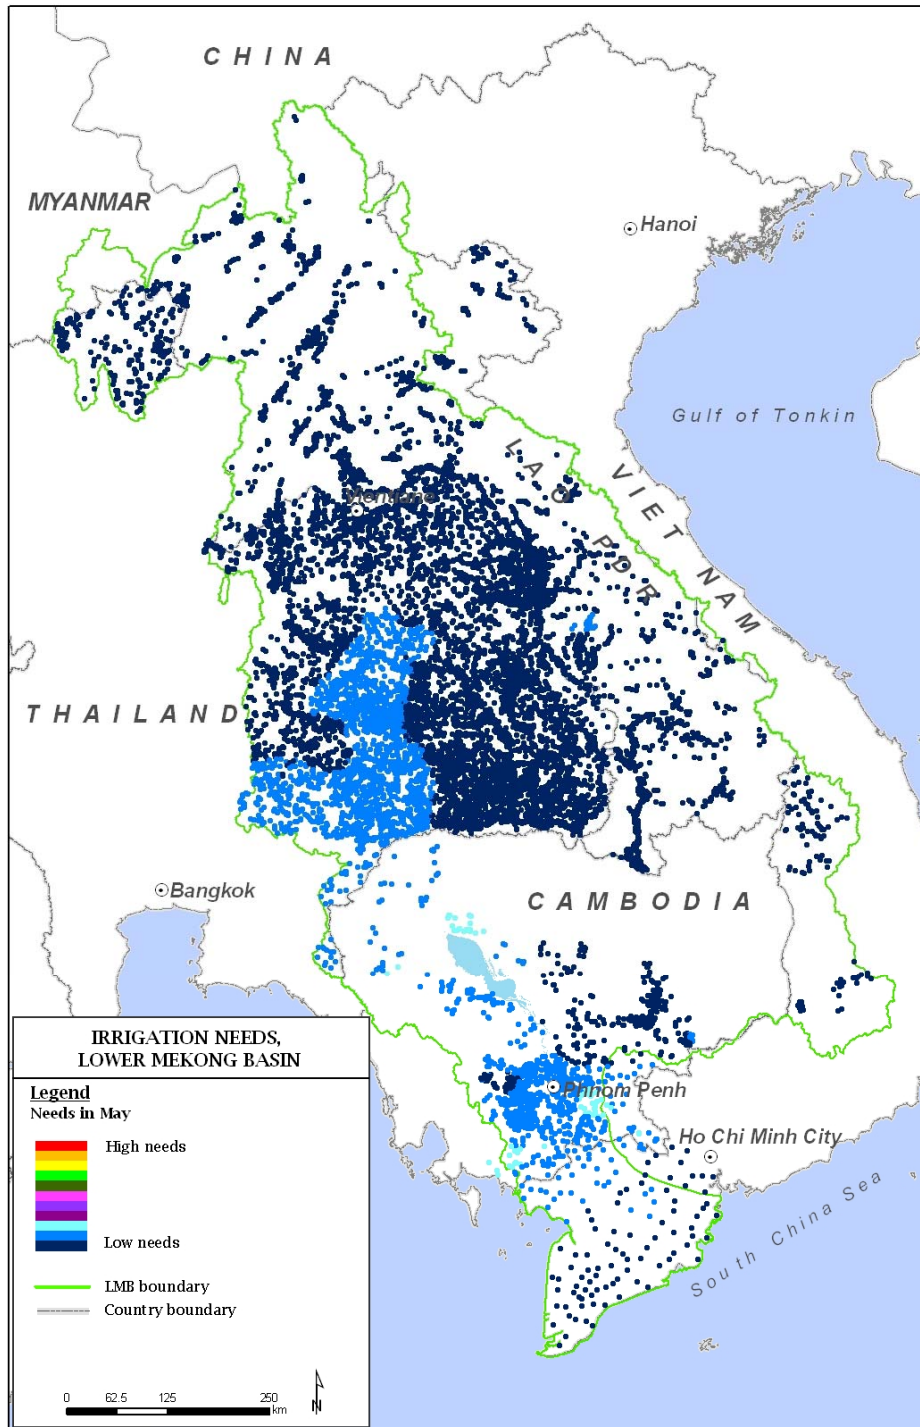 CHINA
MYANMAR
Hanoi
Gulf of Tonkin
LAO PDR
VIET NAM
Vientiane
THAILAND
Bangkok
CAMBODIA
Phnom Penh
Ho Chi Minh City
South China Sea
IRRIGATION NEEDS,
LOWER MEKONG BASIN
Legend
Needs in May
High needs
Low needs
LMB boundary
Country boundary
0 62.5 125 250
km
N